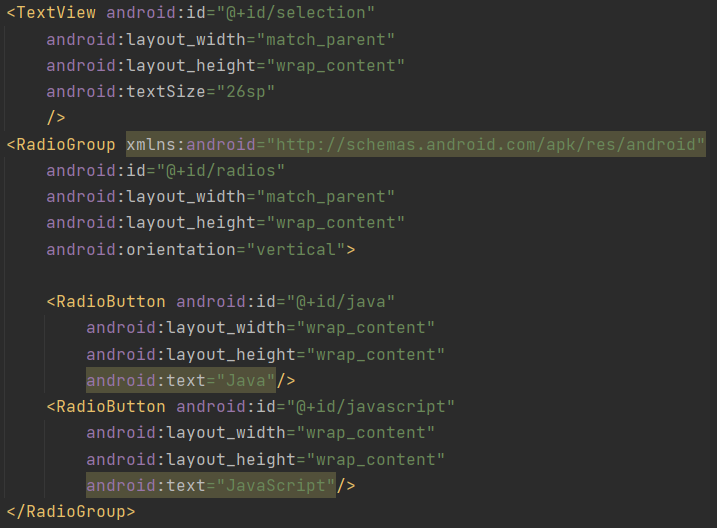 <TextView android:id="@+id/selection"
    android:layout_width="match_parent"
    android:layout_height="wrap_content"
    android:textSize="26sp"
    />
<RadioGroup xmlns:android="http://schemas.android.com/apk/res/android"
    android:id="@+id/radios"
    android:layout_width="match_parent"
    android:layout_height="wrap_content"
    android:orientation="vertical">

    <RadioButton android:id="@+id/java"
        android:layout_width="wrap_content"
        android:layout_height="wrap_content"
        android:text="Java"/>
    <RadioButton android:id="@+id/javascript"
        android:layout_width="wrap_content"
        android:layout_height="wrap_content"
        android:text="JavaScript"/>
</RadioGroup>